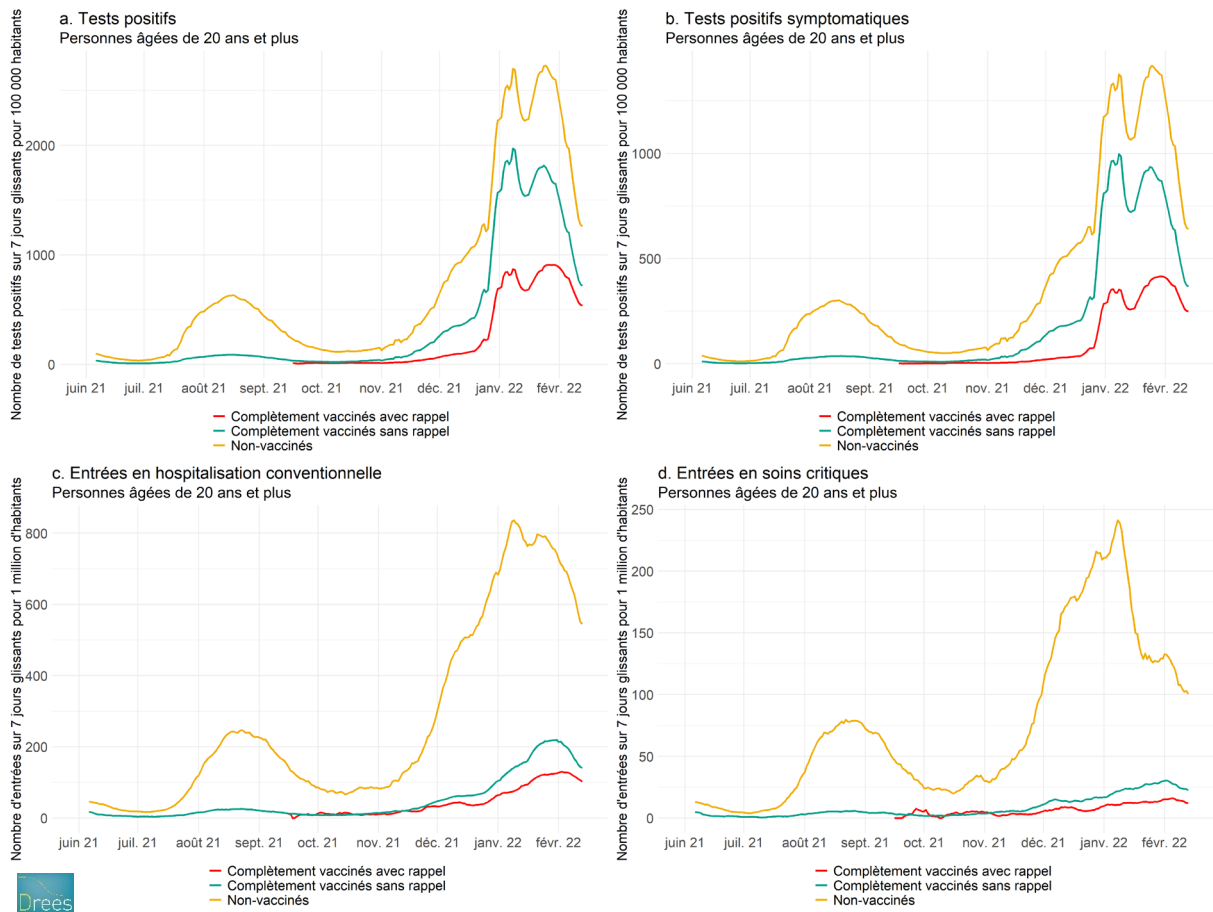 a. Tests positifs
Personnes âgées de 20 ans et plus
Nombre de tests positifs sur 7 jours glissants pour 100 000 habitants
2000
1000
0
juin 21 juil. 21 août 21 sept. 21 oct. 21 nov. 21 déc. 21 janv. 22 févr. 22
Complètement vaccinés avec rappel
Complètement vaccinés sans rappel
Non-vaccinés
b. Tests positifs symptomatiques
Personnes âgées de 20 ans et plus
Nombre de tests positifs sur 7 jours glissants pour 100 000 habitants
1000
500
0
juin 21 juil. 21 août 21 sept. 21 oct. 21 nov. 21 déc. 21 janv. 22 févr. 22
Complètement vaccinés avec rappel
Complètement vaccinés sans rappel
Non-vaccinés
c. Entrées en hospitalisation conventionnelle
Personnes âgées de 20 ans et plus
Nombre d'entrées sur 7 jours glissants pour 1 million d'habitants
800
600
400
200
0
juin 21 juil. 21 août 21 sept. 21 oct. 21 nov. 21 déc. 21 janv. 22 févr. 22
Complètement vaccinés avec rappel
Complètement vaccinés sans rappel
Non-vaccinés
d. Entrées en soins critiques
Personnes âgées de 20 ans et plus
Nombre d'entrées sur 7 jours glissants pour 1 million d'habitants
250
200
150
100
50
0
juin 21 juil. 21 août 21 sept. 21 oct. 21 nov. 21 déc. 21 janv. 22 févr. 22
Complètement vaccinés avec rappel
Complètement vaccinés sans rappel
Non-vaccinés
Drees